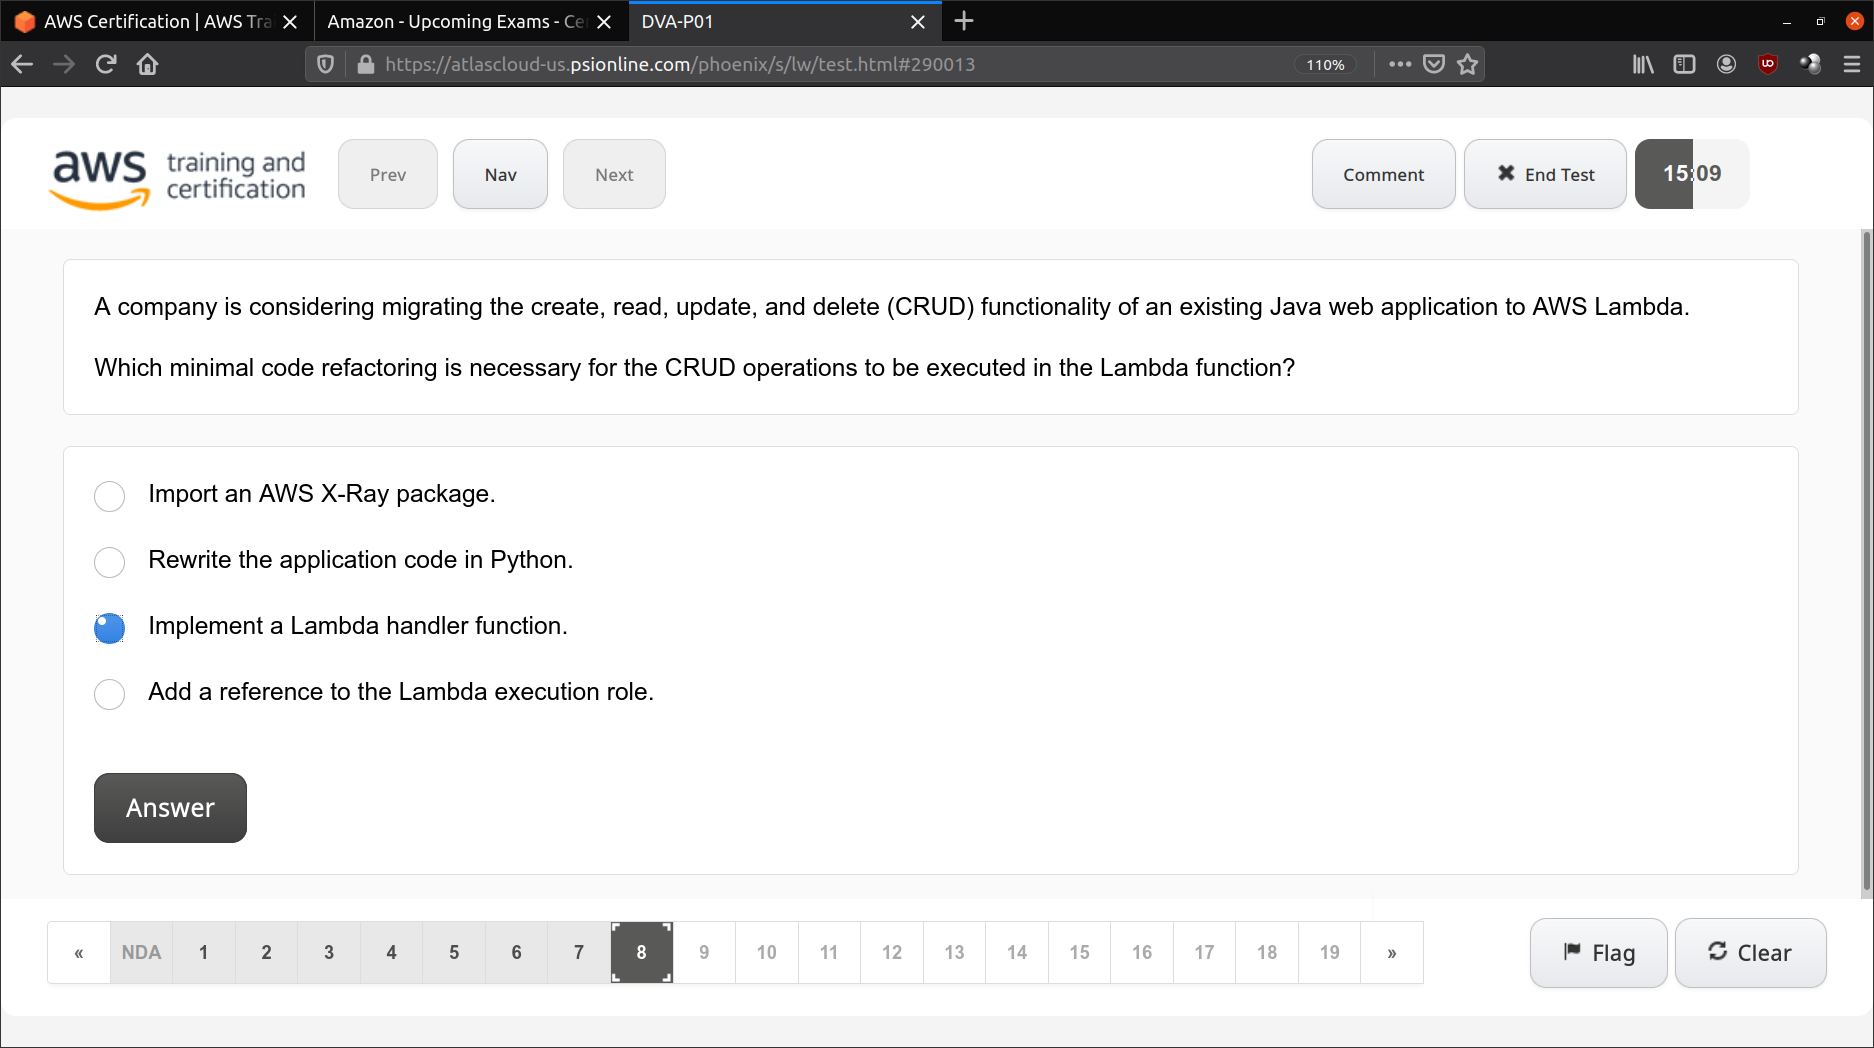 AWS Certification | AWS Tra
Amazon - Upcoming Exams - Ce
DVA-P01
https://atlascloud-us.psionline.com/phoenix/s/lw/test.html#290013
110%
aws training and certification
Prev
Nav
Next
Comment
End Test
15:09
A company is considering migrating the create, read, update, and delete (CRUD) functionality of an existing Java web application to AWS Lambda.
Which minimal code refactoring is necessary for the CRUD operations to be executed in the Lambda function?
Import an AWS X-Ray package.
Rewrite the application code in Python.
Implement a Lambda handler function.
Add a reference to the Lambda execution role.
Answer
« NDA 1 2 3 4 5 6 7 8 9 10 11 12 13 14 15 16 17 18 19 »
Flag
Clear